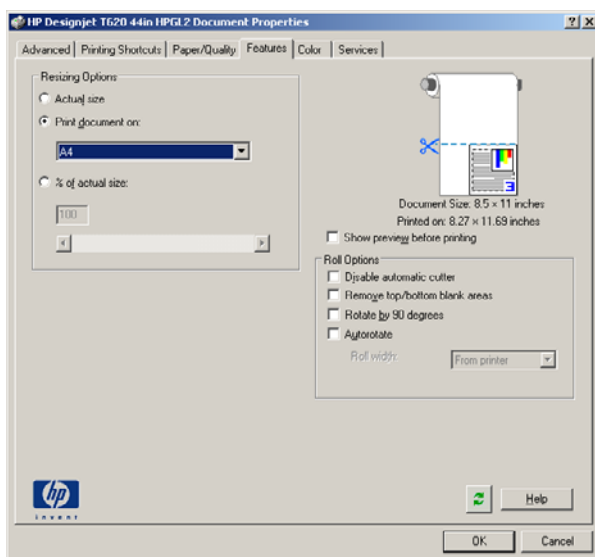 HP Designjet T620 44in HPGL2 Document Properties
Advanced
Printing Shortcuts
Paper/Quality
Features
Color
Services
Resizing Options
Actual size
Print document on:
A4
% of actual size:
100
3
Document Size: 8.5 × 11 inches
Printed on: 8.27 × 11.69 inches
Show preview before printing
Roll Options
Disable automatic cutter
Remove top/bottom blank areas
Rotate by 90 degrees
Autorotate
Roll width:
From printer
hp
invent
Help
OK
Cancel